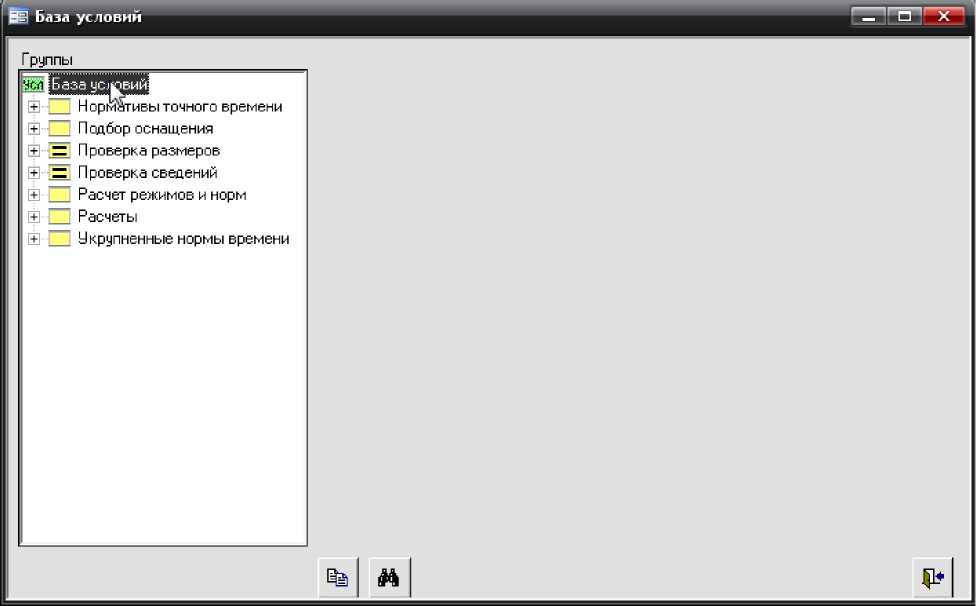 База условий
Группы
Усл База условий
Нормативы точного времени
Подбор оснащения
Проверка размеров
Проверка сведений
Расчет режимов и норм
Расчеты
Укрупненные нормы времени